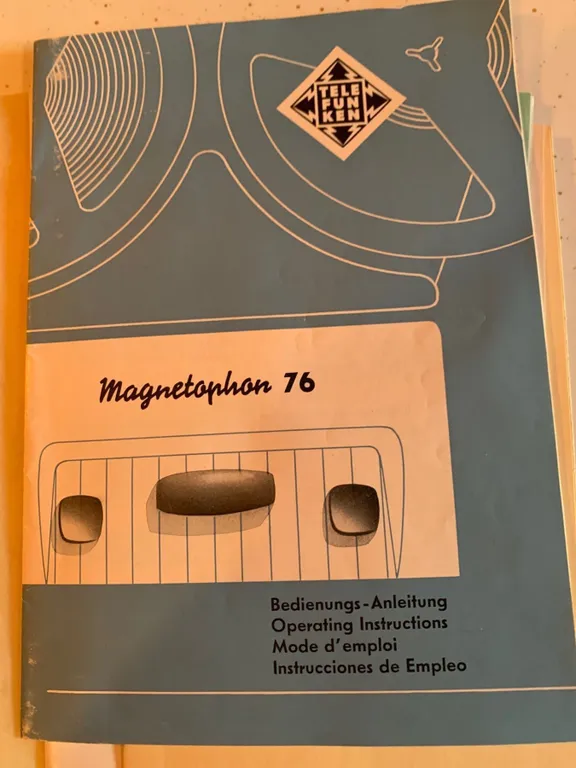 TELE
FUN
KEN
Magnetophon 76
Bedienungs-Anleitung
Operating Instructions
Mode d'emploi
Instrucciones de Empleo